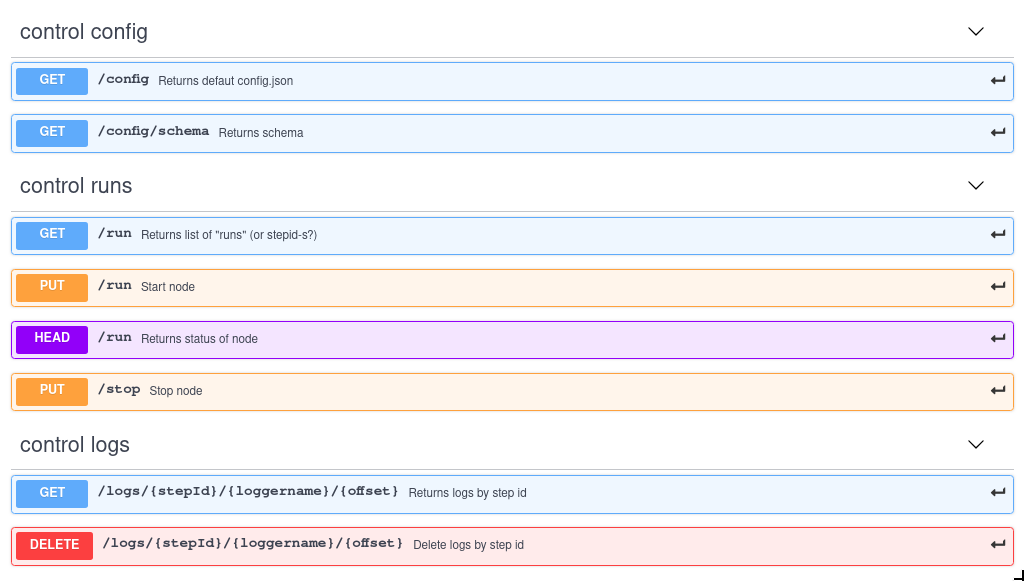 control config
GET /config Returns defaut config.json
GET /config/schema Returns schema
control runs
GET /run Returns list of "runs" (or stepid-s?)
PUT /run Start node
HEAD /run Returns status of node
PUT /stop Stop node
control logs
GET /logs/{stepId}/{loggername}/{offset} Returns logs by step id
DELETE /logs/{stepId}/{loggername}/{offset} Delete logs by step id